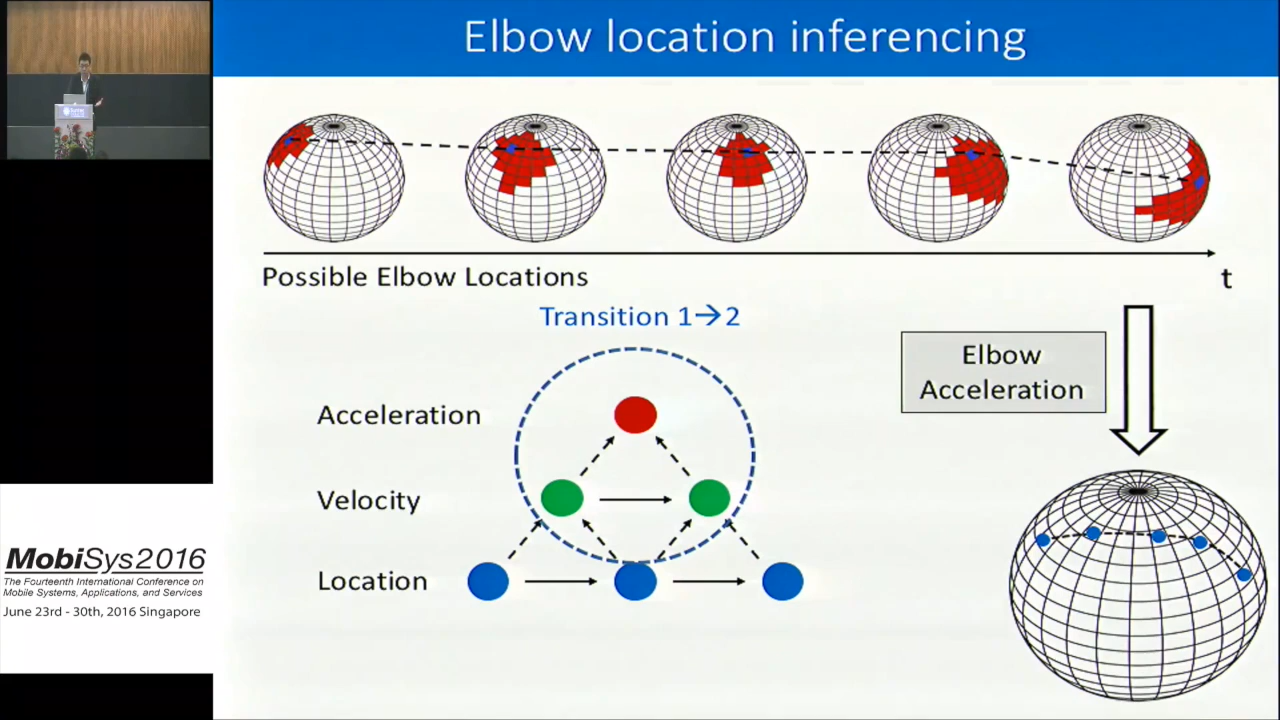 Elbow location inferencing
Possible Elbow Locations
t
Transition 1→2
Elbow
Acceleration
Acceleration
Velocity
Location
MobiSys2016
The Fourteenth International Conference on
Mobile Systems, Applications, and Services
June 23rd - 30th, 2016 Singapore